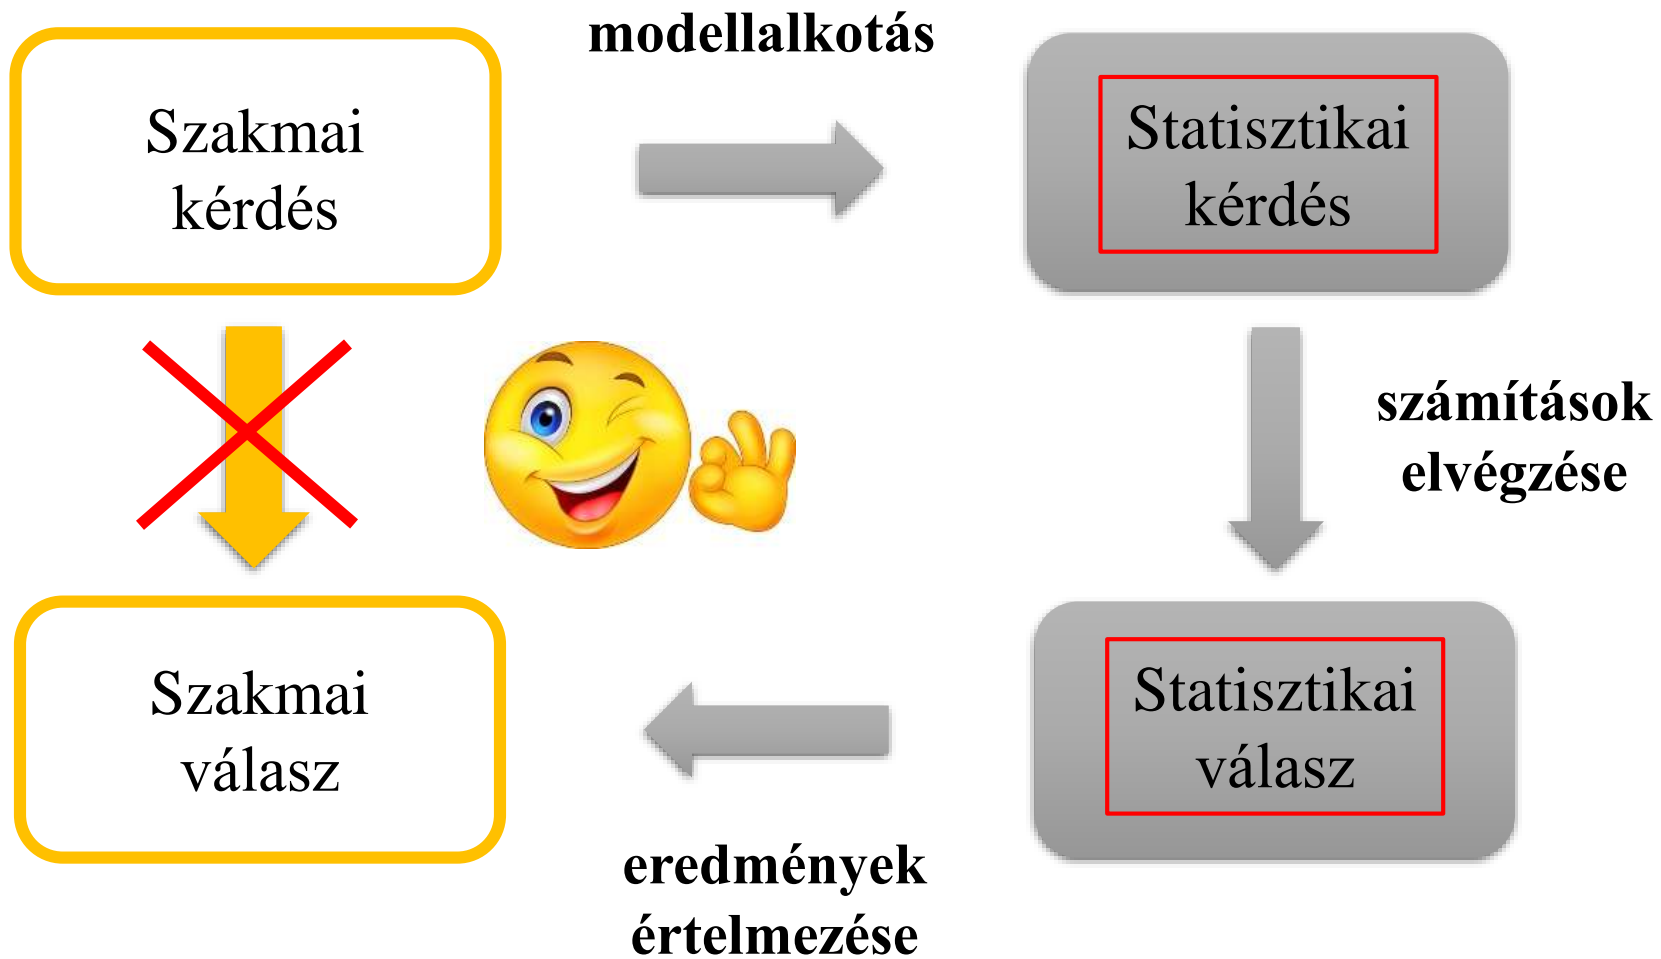 modellalkotás
Szakmai
kérdés
Statisztikai
kérdés
számítások
elvégzése
Szakmai
válasz
Statisztikai
válasz
eredmények
értelmezése